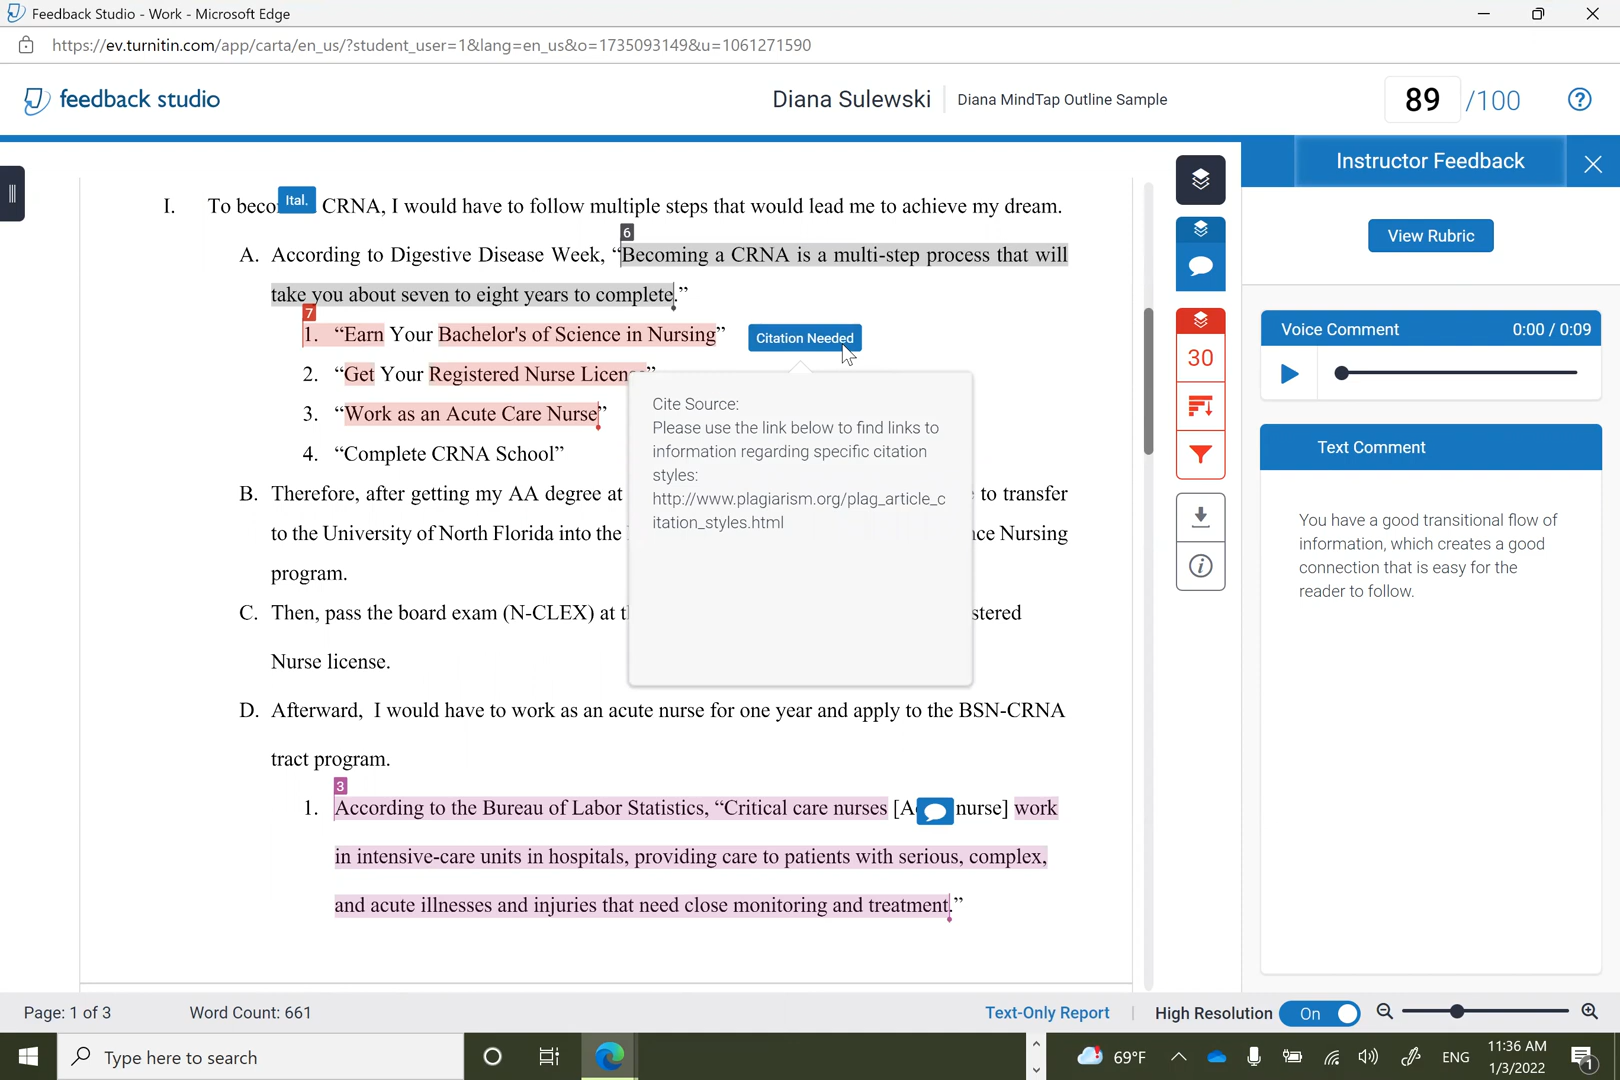 Feedback Studio - Work - Microsoft Edge
https://ev.turnitin.com/app/carta/en_us/?student_user=1&lang=en_us&o=1735093149&u=1061271590
feedback studio
Diana Sulewski
Diana MindTap Outline Sample
89 /100
?
I. To beco Ital. CRNA, I would have to follow multiple steps that would lead me to achieve my dream.
6
A. According to Digestive Disease Week, “Becoming a CRNA is a multi-step process that will
take you about seven to eight years to complete.”
7
1. “Earn Your Bachelor's of Science in Nursing”
Citation Needed
2. “Get Your Registered Nurse License”
3. “Work as an Acute Care Nurse”
4. “Complete CRNA School”
B. Therefore, after getting my AA degree at to transfer
to the University of North Florida into the nce Nursing
program.
C. Then, pass the board exam (N-CLEX) at stered
Nurse license.
D. Afterward, I would have to work as an acute nurse for one year and apply to the BSN-CRNA
tract program.
3
1. According to the Bureau of Labor Statistics, “Critical care nurses [A nurse] work
in intensive-care units in hospitals, providing care to patients with serious, complex,
and acute illnesses and injuries that need close monitoring and treatment.”
Cite Source:
Please use the link below to find links to
information regarding specific citation
styles:
http://www.plagiarism.org/plag_article_c
itation_styles.html
30
Instructor Feedback
View Rubric
Voice Comment 0:00 / 0:09
Text Comment
You have a good transitional flow of
information, which creates a good
connection that is easy for the
reader to follow.
Page: 1 of 3
Word Count: 661
Text-Only Report
High Resolution On
Type here to search
69°F
ENG
11:36 AM
1/3/2022
1